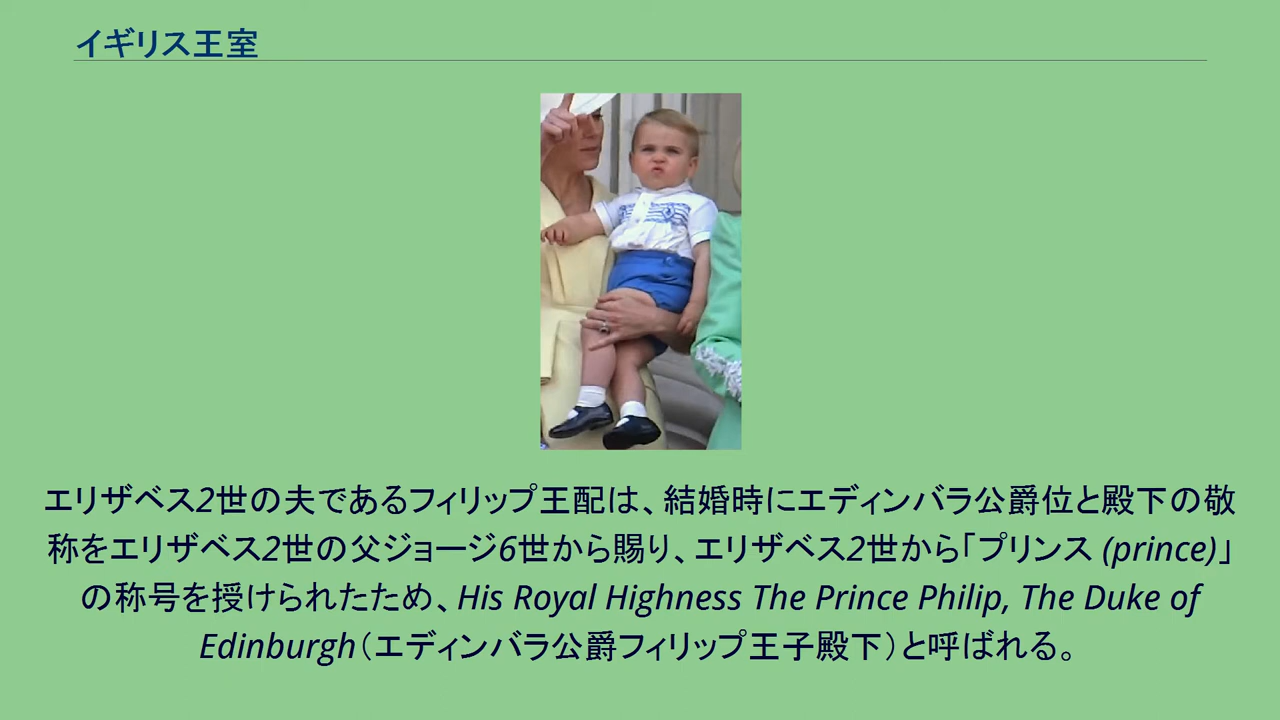 イギリス王室
エリザベス2世の夫であるフィリップ王配は、結婚時にエディンバラ公爵位と殿下の敬
称をエリザベス2世の父ジョージ6世から賜り、エリザベス2世から「プリンス (prince)」
の称号を授けられたため、His Royal Highness The Prince Philip, The Duke of
Edinburgh（エディンバラ公爵フィリップ王子殿下）と呼ばれる。